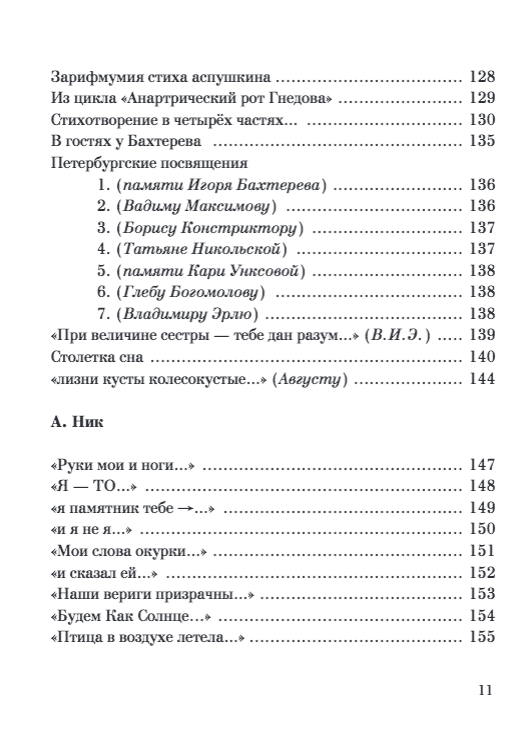 Зарифмумия стиха аспушкина ............................... 128
Из цикла «Анартрический рот Гнедова» ..................... 129
Стихотворение в четырёх частях... ........................ 130
В гостях у Бахтерева ..................................... 135
Петербургские посвящения
1. (памяти Игоря Бахтерева) .................... 136
2. (Вадиму Максимову) .......................... 136
3. (Борису Констриктору) ....................... 137
4. (Татьяне Никольской) ........................ 137
5. (памяти Кари Унксовой) ...................... 138
6. (Глебу Богомолову) .......................... 138
7. (Владимиру Эрлю) ............................ 138
«При величине сестры — тебе дан разум...» (В.И.Э.) ..... 139
Столетка сна ............................................. 140
«лизни кусты колесокустые...» (Августу) .................. 144
А. Ник
«Руки мои и ноги...» ..................................... 147
«Я — ТО...» .............................................. 148
«я памятник тебе →...» ................................... 149
«и я не я...» ............................................ 150
«Мои слова окурки...» .................................... 151
«и сказал ей...» ......................................... 152
«Наши вериги призрачны...» ............................... 153
«Будем Как Солнце...» .................................... 154
«Птица в воздухе летела...» .............................. 155
11